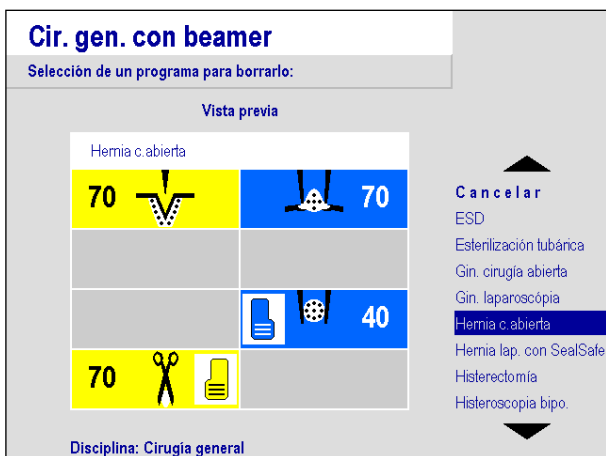 Cir. gen. con beamer
Selección de un programa para borrarlo:
Vista previa
Hernia c.abierta
70
70
40
70
Disciplina: Cirugía general
Cancelar
ESD
Esterilización tubárica
Gin. cirugía abierta
Gin. laparoscópia
Hernia c.abierta
Hernia lap. con SealSafe
Histerectomía
Histeroscopia bipo.